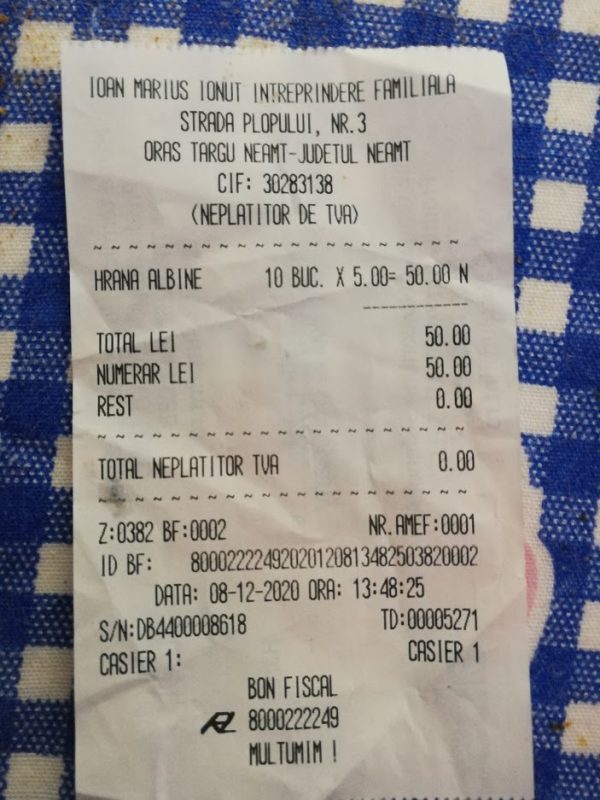 IOAN MARIUS IONUT INTREPRINDERE FAMILIALA
STRADA PLOPULUI, NR.3
ORAS TARGU NEAMT-JUDETUL NEAMT
CIF: 30283138
(NEPLATITOR DE TVA)
~ ~ ~ ~ ~ ~ ~ ~ ~ ~ ~ ~ ~ ~ ~ ~ ~ ~ ~ ~
HRANA ALBINE 10 BUC. X 5.00= 50.00 N
------------
TOTAL LEI 50.00
NUMERAR LEI 50.00
REST 0.00
~ ~ ~ ~ ~ ~ ~ ~ ~ ~ ~ ~ ~ ~ ~ ~ ~ ~ ~ ~
TOTAL NEPLATITOR TVA 0.00
~ ~ ~ ~ ~ ~ ~ ~ ~ ~ ~ ~ ~ ~ ~ ~ ~ ~ ~ ~
Z:0382 BF:0002 NR.AMEF:0001
ID BF: 80002222492020120813482503820002
DATA: 08-12-2020 ORA: 13:48:25
S/N:DB4400008618 TD:00005271
CASIER 1: CASIER 1
BON FISCAL
8000222249
MULTUMIM !